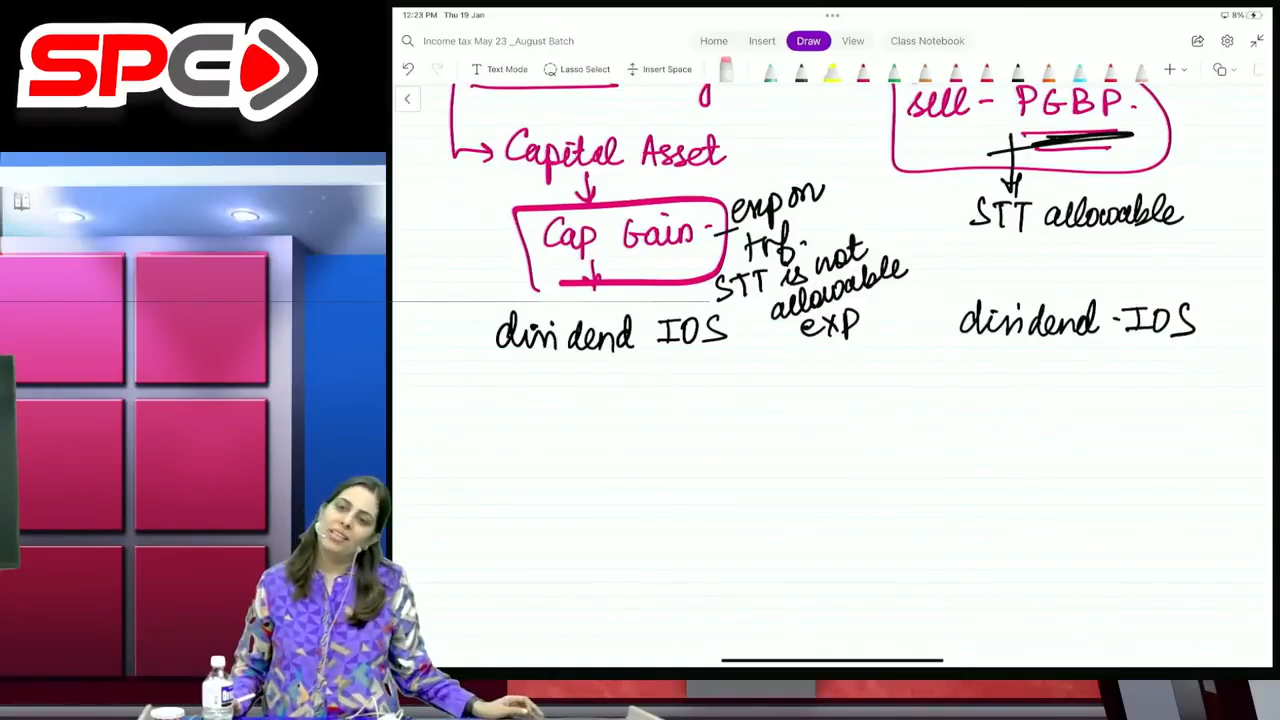 SPC
12:23 PM Thu 19 Jan
8%
Income tax May 23 _August Batch
Home Insert Draw View Class Notebook
Text Mode Lasso Select Insert Space
sell - PGBP.
Capital Asset
STT allowable
Cap Gain -
exp on
trf.
STT is not
allowable
exp
dividend IOS
dividend - IOS